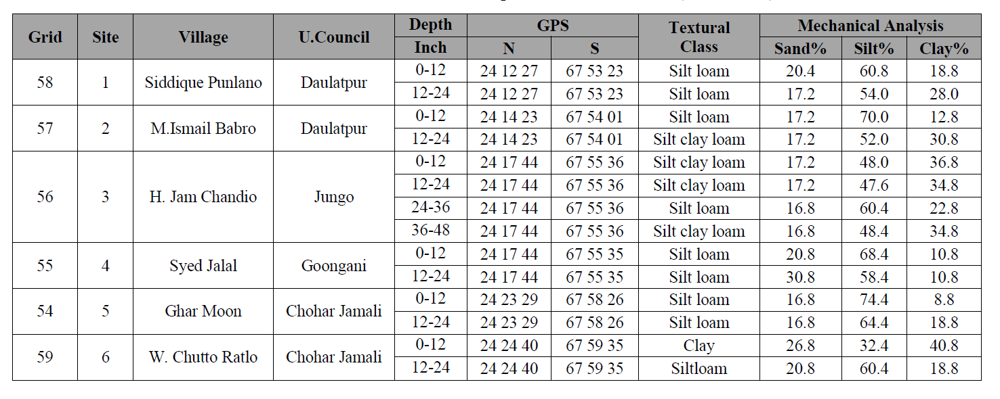 Grid Site Village U.Council Depth Inch GPS N S Textural Class Mechanical Analysis Sand% Silt% Clay%
58 1 Siddique Punlano Daulatpur 0-12 24 12 27 67 53 23 Silt loam 20.4 60.8 18.8
12-24 24 12 27 67 53 23 Silt loam 17.2 54.0 28.0
57 2 M.Ismail Babro Daulatpur 0-12 24 14 23 67 54 01 Silt loam 17.2 70.0 12.8
12-24 24 14 23 67 54 01 Silt clay loam 17.2 52.0 30.8
56 3 H. Jam Chandio Jungo 0-12 24 17 44 67 55 36 Silt clay loam 17.2 48.0 36.8
12-24 24 17 44 67 55 36 Silt clay loam 17.2 47.6 34.8
24-36 24 17 44 67 55 36 Silt loam 16.8 60.4 22.8
36-48 24 17 44 67 55 36 Silt clay loam 16.8 48.4 34.8
55 4 Syed Jalal Goongani 0-12 24 17 44 67 55 35 Silt loam 20.8 68.4 10.8
12-24 24 17 44 67 55 35 Silt loam 30.8 58.4 10.8
54 5 Ghar Moon Chohar Jamali 0-12 24 23 29 67 58 26 Silt loam 16.8 74.4 8.8
12-24 24 23 29 67 58 26 Silt loam 16.8 64.4 18.8
59 6 W. Chutto Ratlo Chohar Jamali 0-12 24 24 40 67 59 35 Clay 26.8 32.4 40.8
12-24 24 24 40 67 59 35 Siltloam 20.8 60.4 18.8